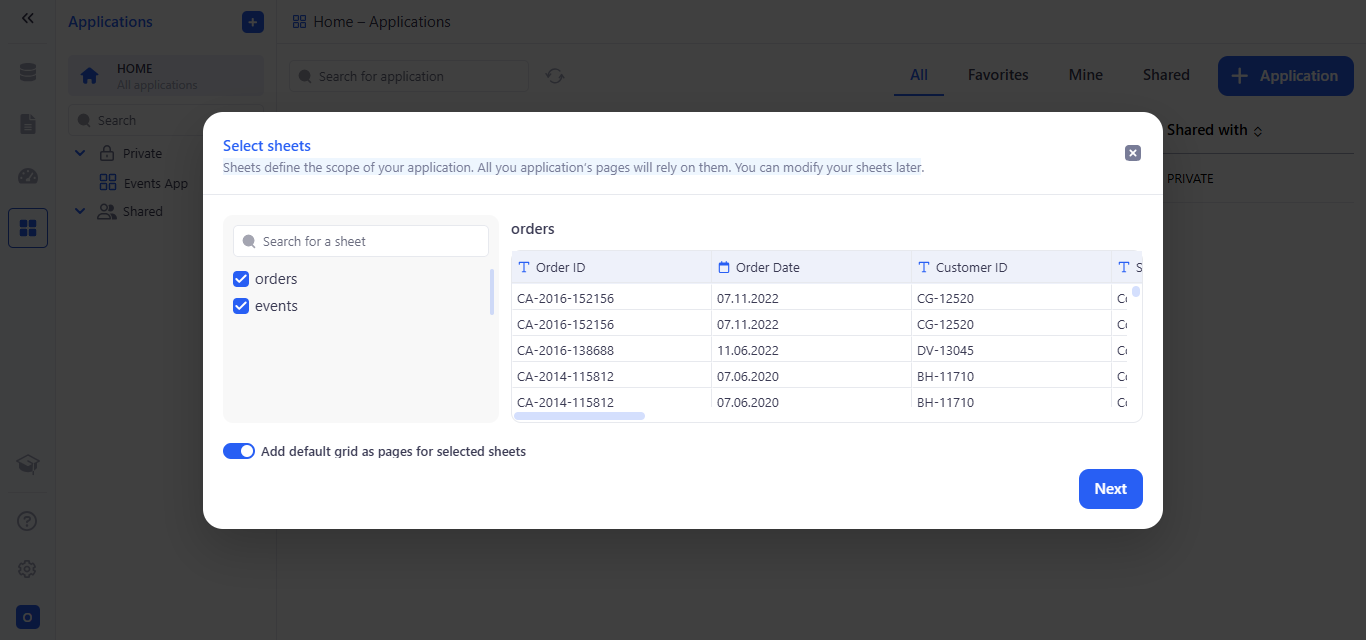 Applications
Home – Applications
HOME
All applications
Search for application
All
Favorites
Mine
Shared
Application
Search
Private
Events App
Shared
Shared with
PRIVATE
Select sheets
Sheets define the scope of your application. All you application's pages will rely on them. You can modify your sheets later.
Search for a sheet
orders
events
orders
Order ID Order Date Customer ID S
CA-2016-152156 07.11.2022 CG-12520 Co
CA-2016-152156 07.11.2022 CG-12520 Co
CA-2016-138688 11.06.2022 DV-13045 Co
CA-2014-115812 07.06.2020 BH-11710 Co
CA-2014-115812 07.06.2020 BH-11710 Co
Add default grid as pages for selected sheets
Next
O